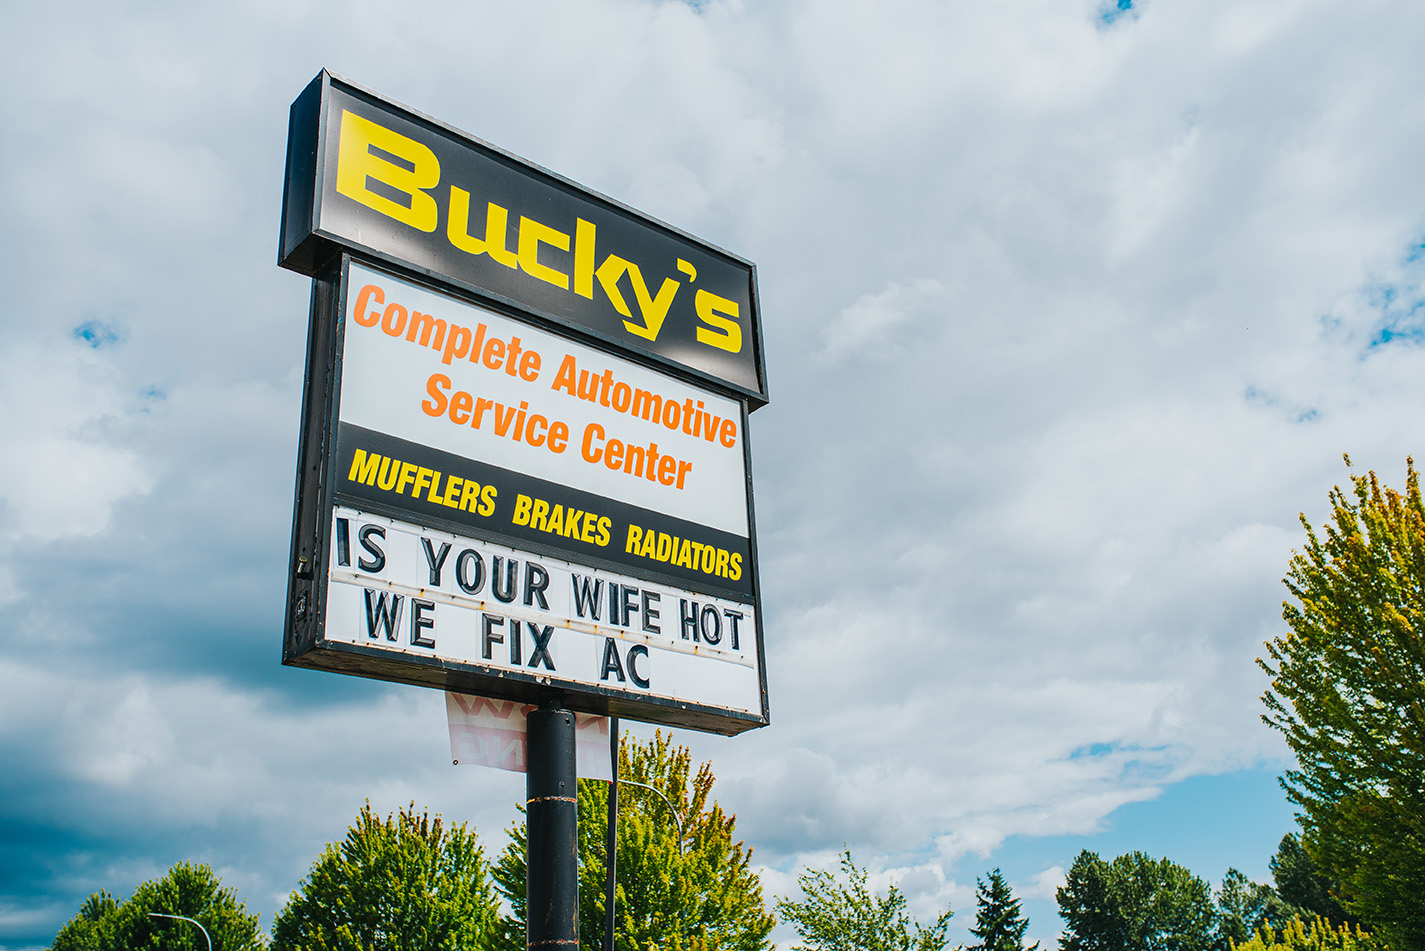 Bucky's
Complete Automotive
Service Center
MUFFLERS BRAKES RADIATORS
IS YOUR WIFE HOT
WE FIX AC